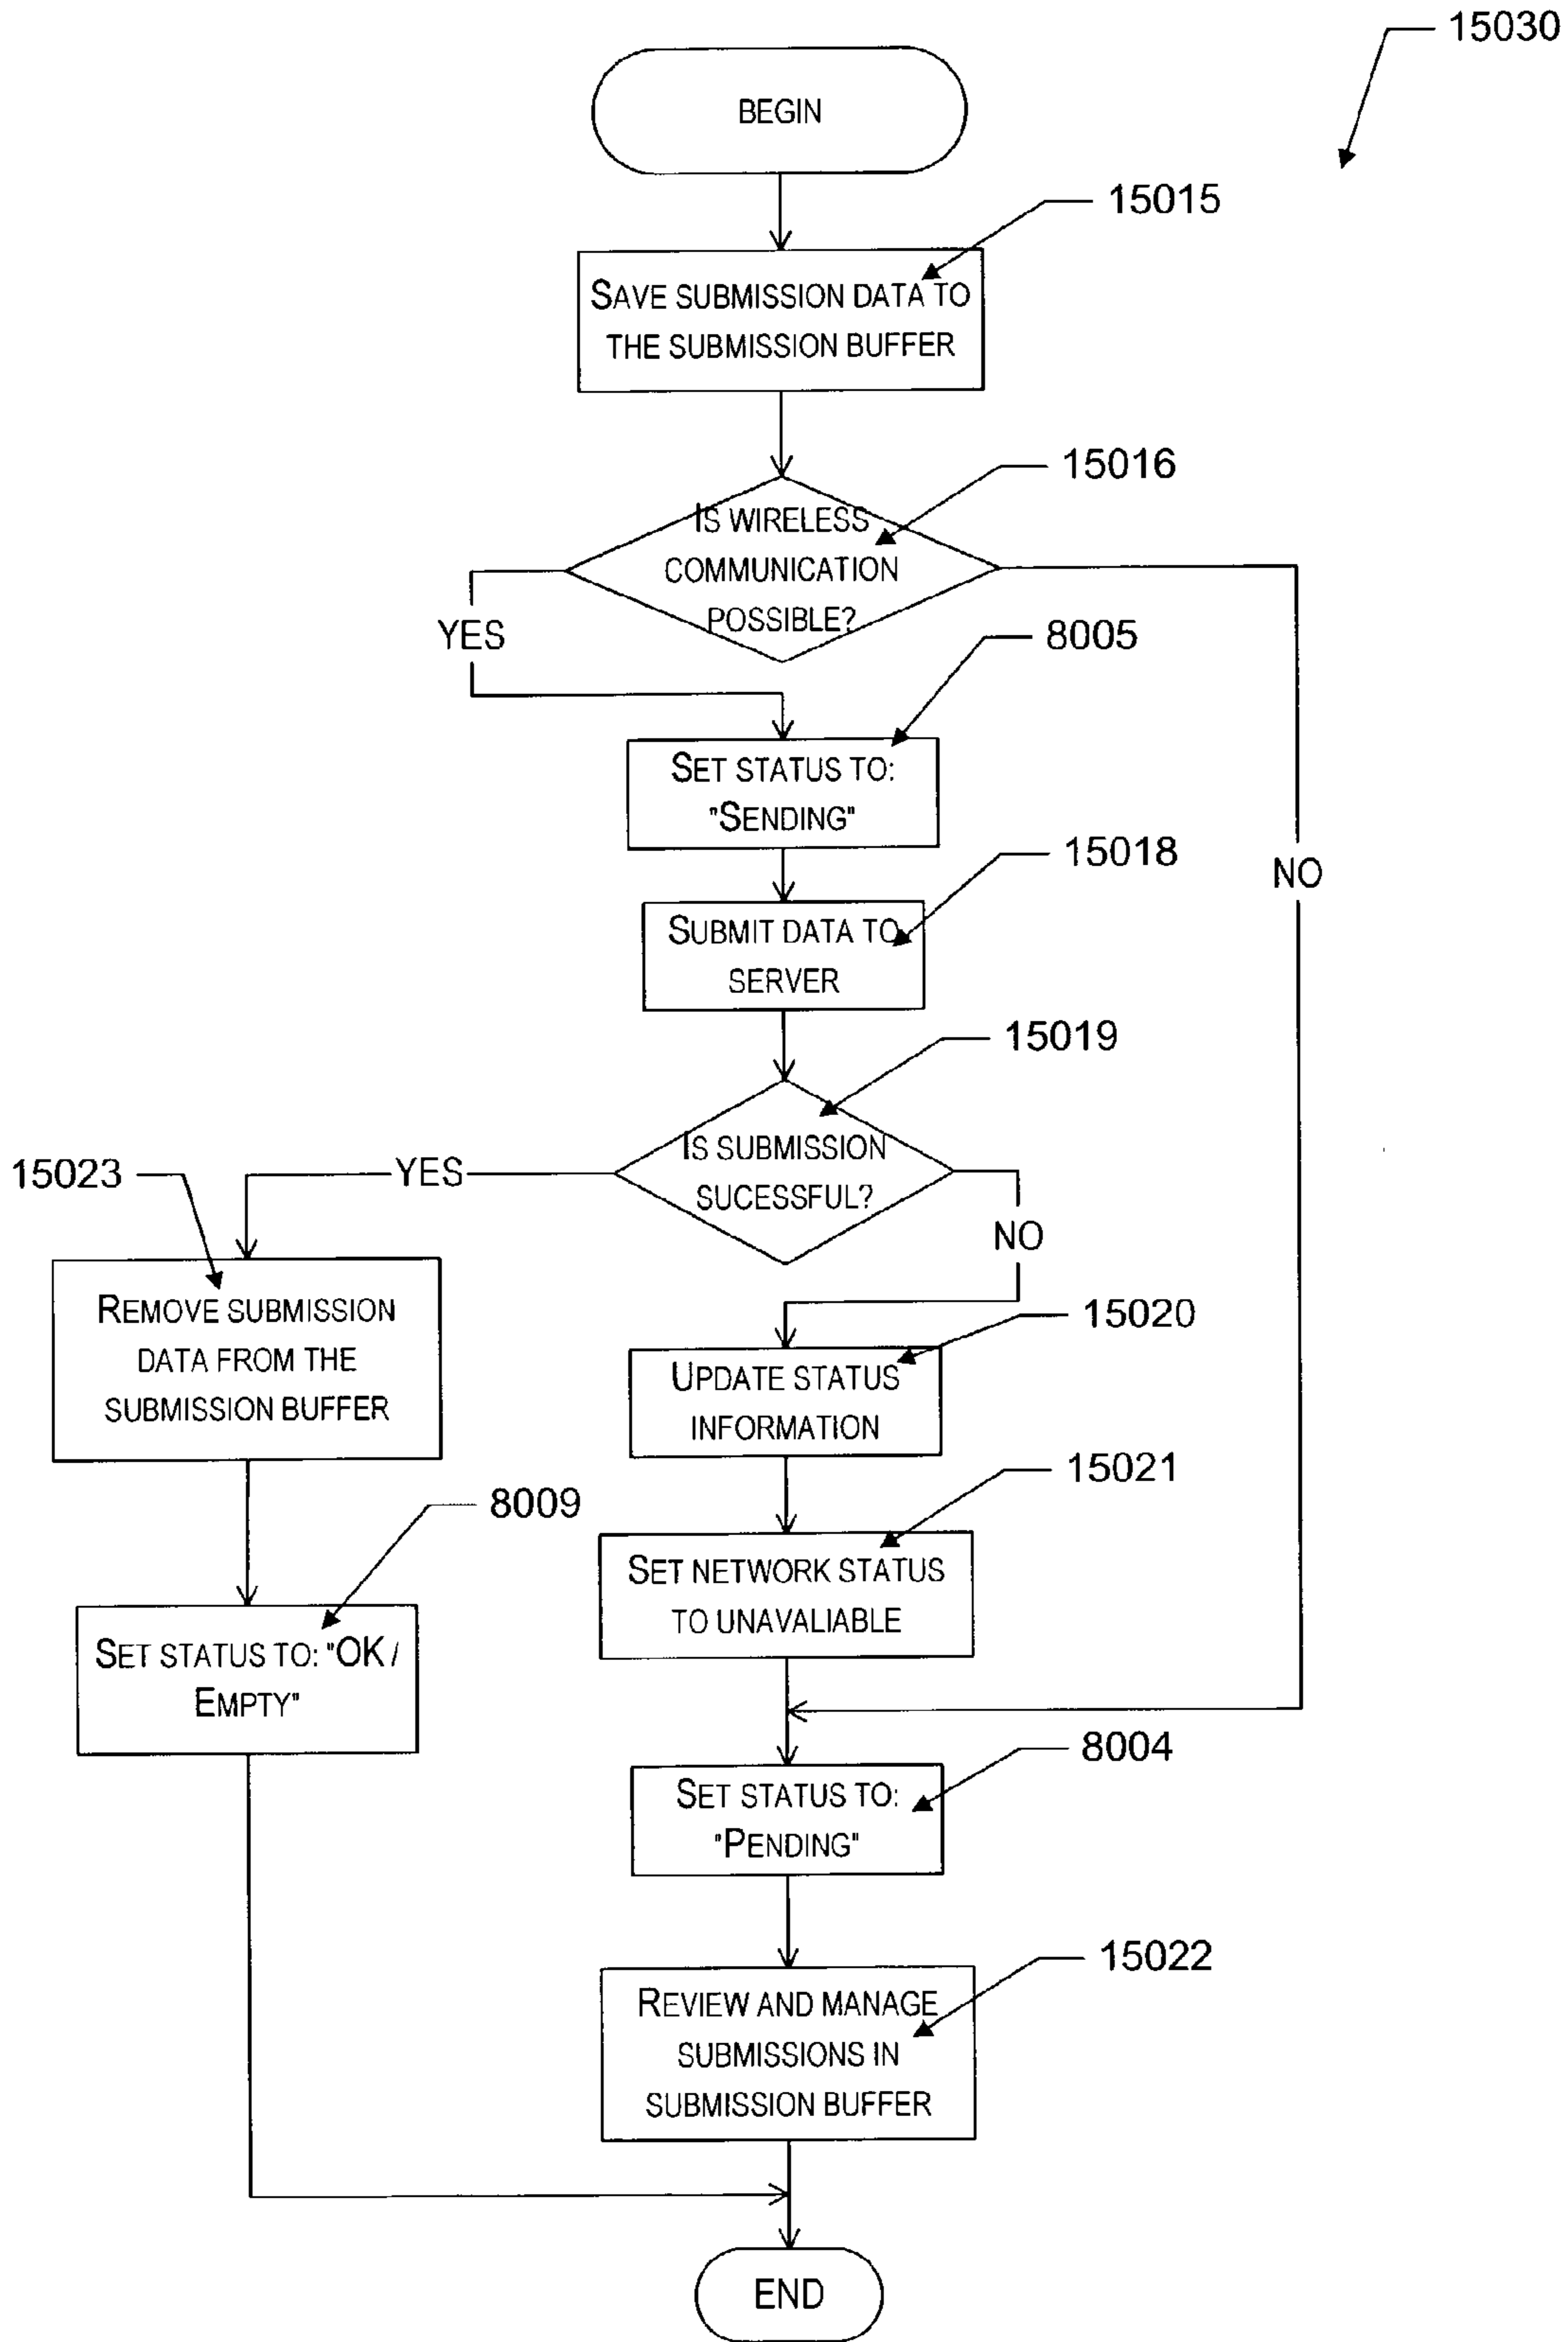 15030
BEGIN
15015
SAVE SUBMISSION DATA TO
THE SUBMISSION BUFFER
15016
IS WIRELESS
COMMUNICATION
POSSIBLE?
YES
8005
SET STATUS TO:
"SENDING"
15018
NO
SUBMIT DATA TO
SERVER
15019
IS SUBMISSION
SUCESSFUL?
15023
YES
NO
REMOVE SUBMISSION
DATA FROM THE
SUBMISSION BUFFER
15020
UPDATE STATUS
INFORMATION
15021
8009
SET NETWORK STATUS
TO UNAVALIABLE
SET STATUS TO: "OK /
EMPTY"
8004
SET STATUS TO:
"PENDING"
15022
REVIEW AND MANAGE
SUBMISSIONS IN
SUBMISSION BUFFER
END